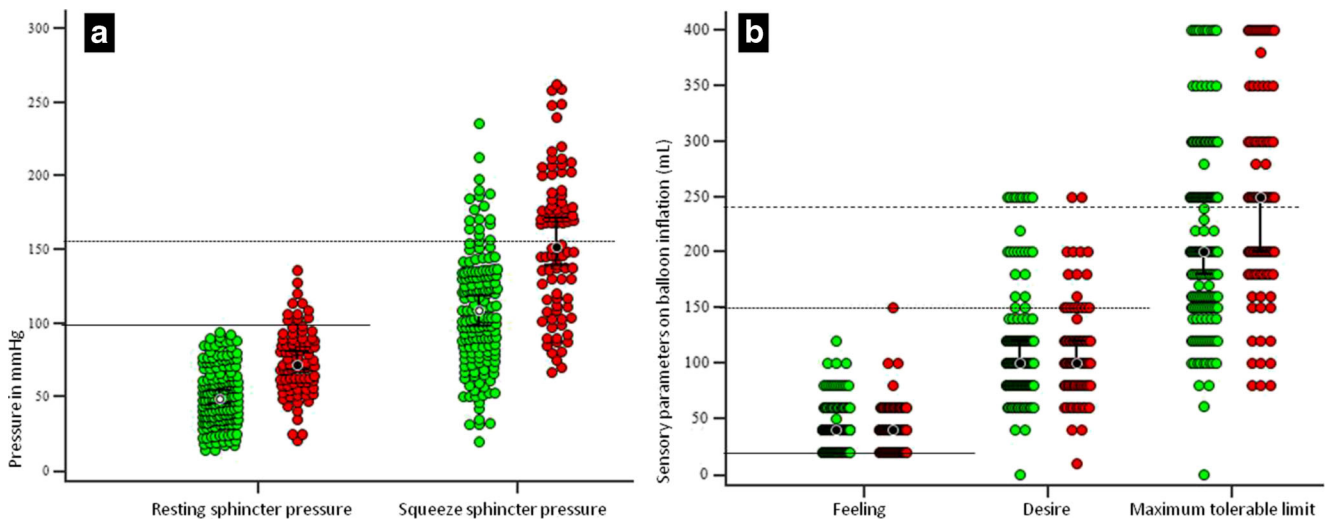 a
300
250
200
150
100
50
0
Pressure in mmHg
Resting sphincter pressure
Squeeze sphincter pressure
b
400
350
300
250
200
150
100
50
0
Sensory parameters on balloon inflation (mL)
Feeling
Desire
Maximum tolerable limit